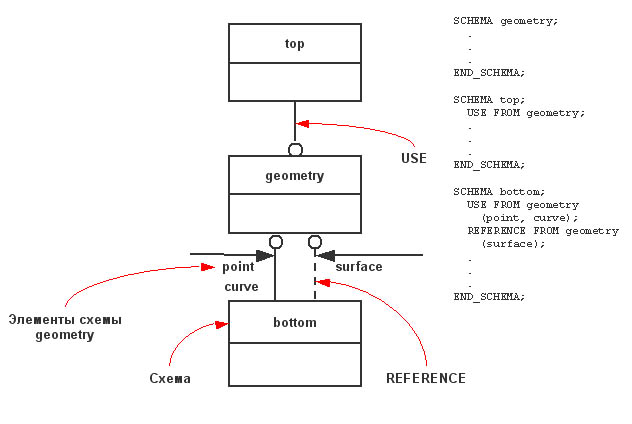 top
USE
geometry
point
curve
surface
Элементы схемы
geometry
bottom
Схема
REFERENCE
SCHEMA geometry;
.
.
.
END_SCHEMA;
SCHEMA top;
USE FROM geometry;
.
.
.
END_SCHEMA;
SCHEMA bottom;
USE FROM geometry
(point, curve);
REFERENCE FROM geometry
(surface);
.
.
.
END_SCHEMA;